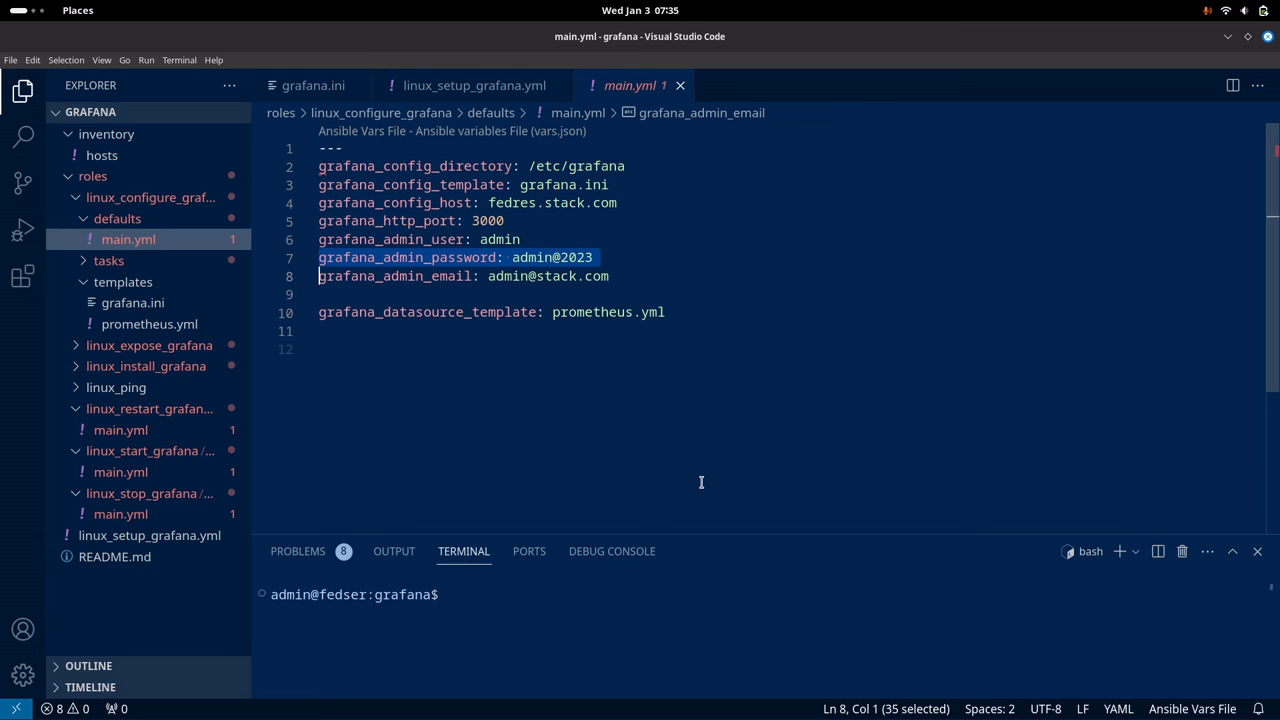 Places
Wed Jan 3 07:35
main.yml - grafana - Visual Studio Code
File Edit Selection View Go Run Terminal Help
EXPLORER
GRAFANA
inventory
hosts
roles
linux_configure_graf...
defaults
main.yml 1
tasks
templates
grafana.ini
prometheus.yml
linux_expose_grafana
linux_install_grafana
linux_ping
linux_restart_grafan...
main.yml 1
linux_start_grafana/...
main.yml 1
linux_stop_grafana/...
main.yml 1
linux_setup_grafana.yml
README.md
OUTLINE
TIMELINE
grafana.ini
linux_setup_grafana.yml
main.yml 1
roles > linux_configure_grafana > defaults > main.yml > grafana_admin_email
Ansible Vars File - Ansible variables File (vars.json)
1 ---
2 grafana_config_directory: /etc/grafana
3 grafana_config_template: grafana.ini
4 grafana_config_host: fedres.stack.com
5 grafana_http_port: 3000
6 grafana_admin_user: admin
7 grafana_admin_password: admin@2023
8 grafana_admin_email: admin@stack.com
9
10 grafana_datasource_template: prometheus.yml
11
12
PROBLEMS 8 OUTPUT TERMINAL PORTS DEBUG CONSOLE
bash
admin@fedser:grafana$
8 0 0
Ln 8, Col 1 (35 selected) Spaces: 2 UTF-8 LF YAML Ansible Vars File